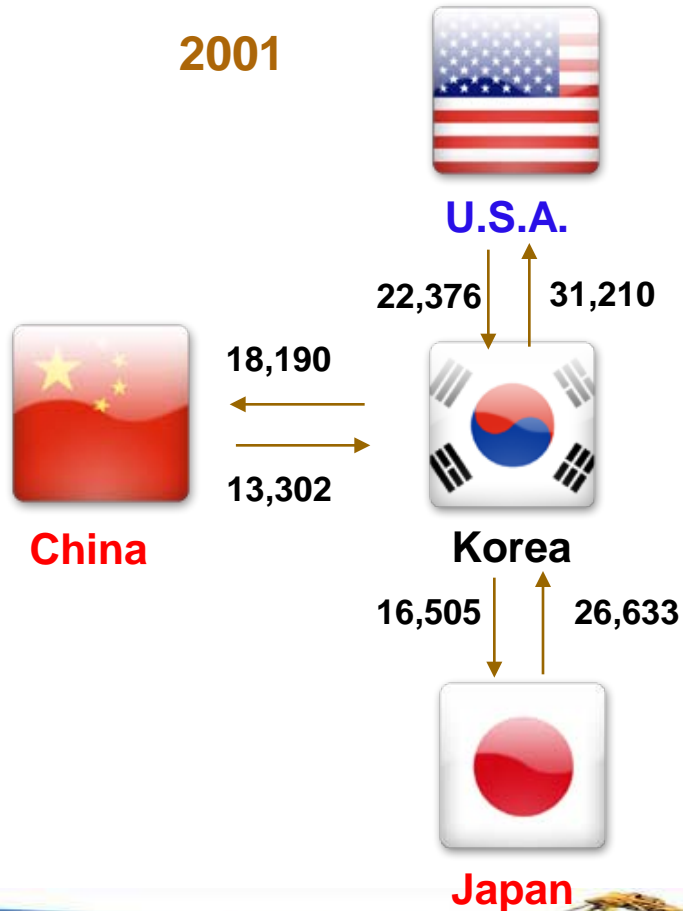 2001
U.S.A.
22,376 31,210
18,190
13,302
China
Korea
16,505 26,633
Japan